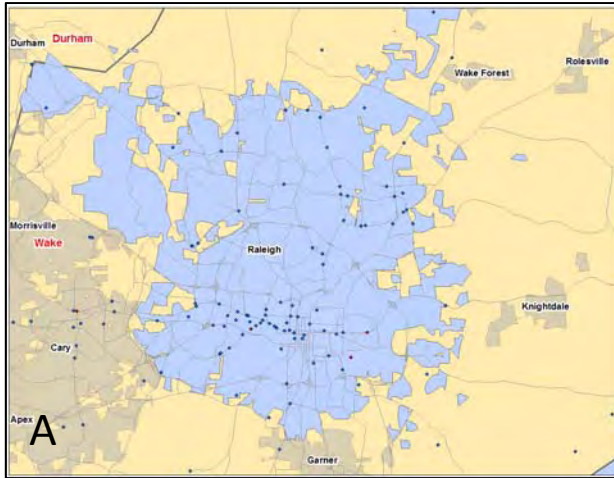 Durham
Durham
Rolesville
Wake Forest
Morrisville
Wake
Raleigh
Knightdale
Cary
Apex
A
Garner